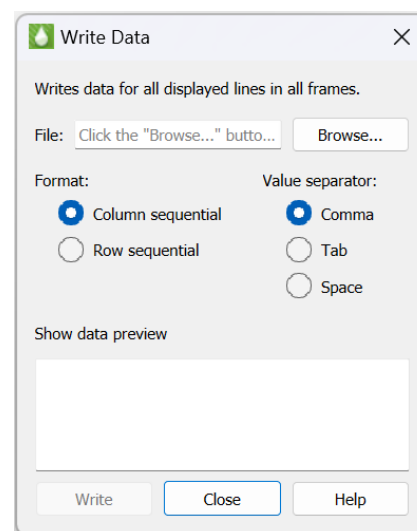 Write Data
Writes data for all displayed lines in all frames.
File: Click the "Browse..." butto... Browse...
Format: Value separator:
Column sequential Comma
Row sequential Tab
Space
Show data preview
Write Close Help